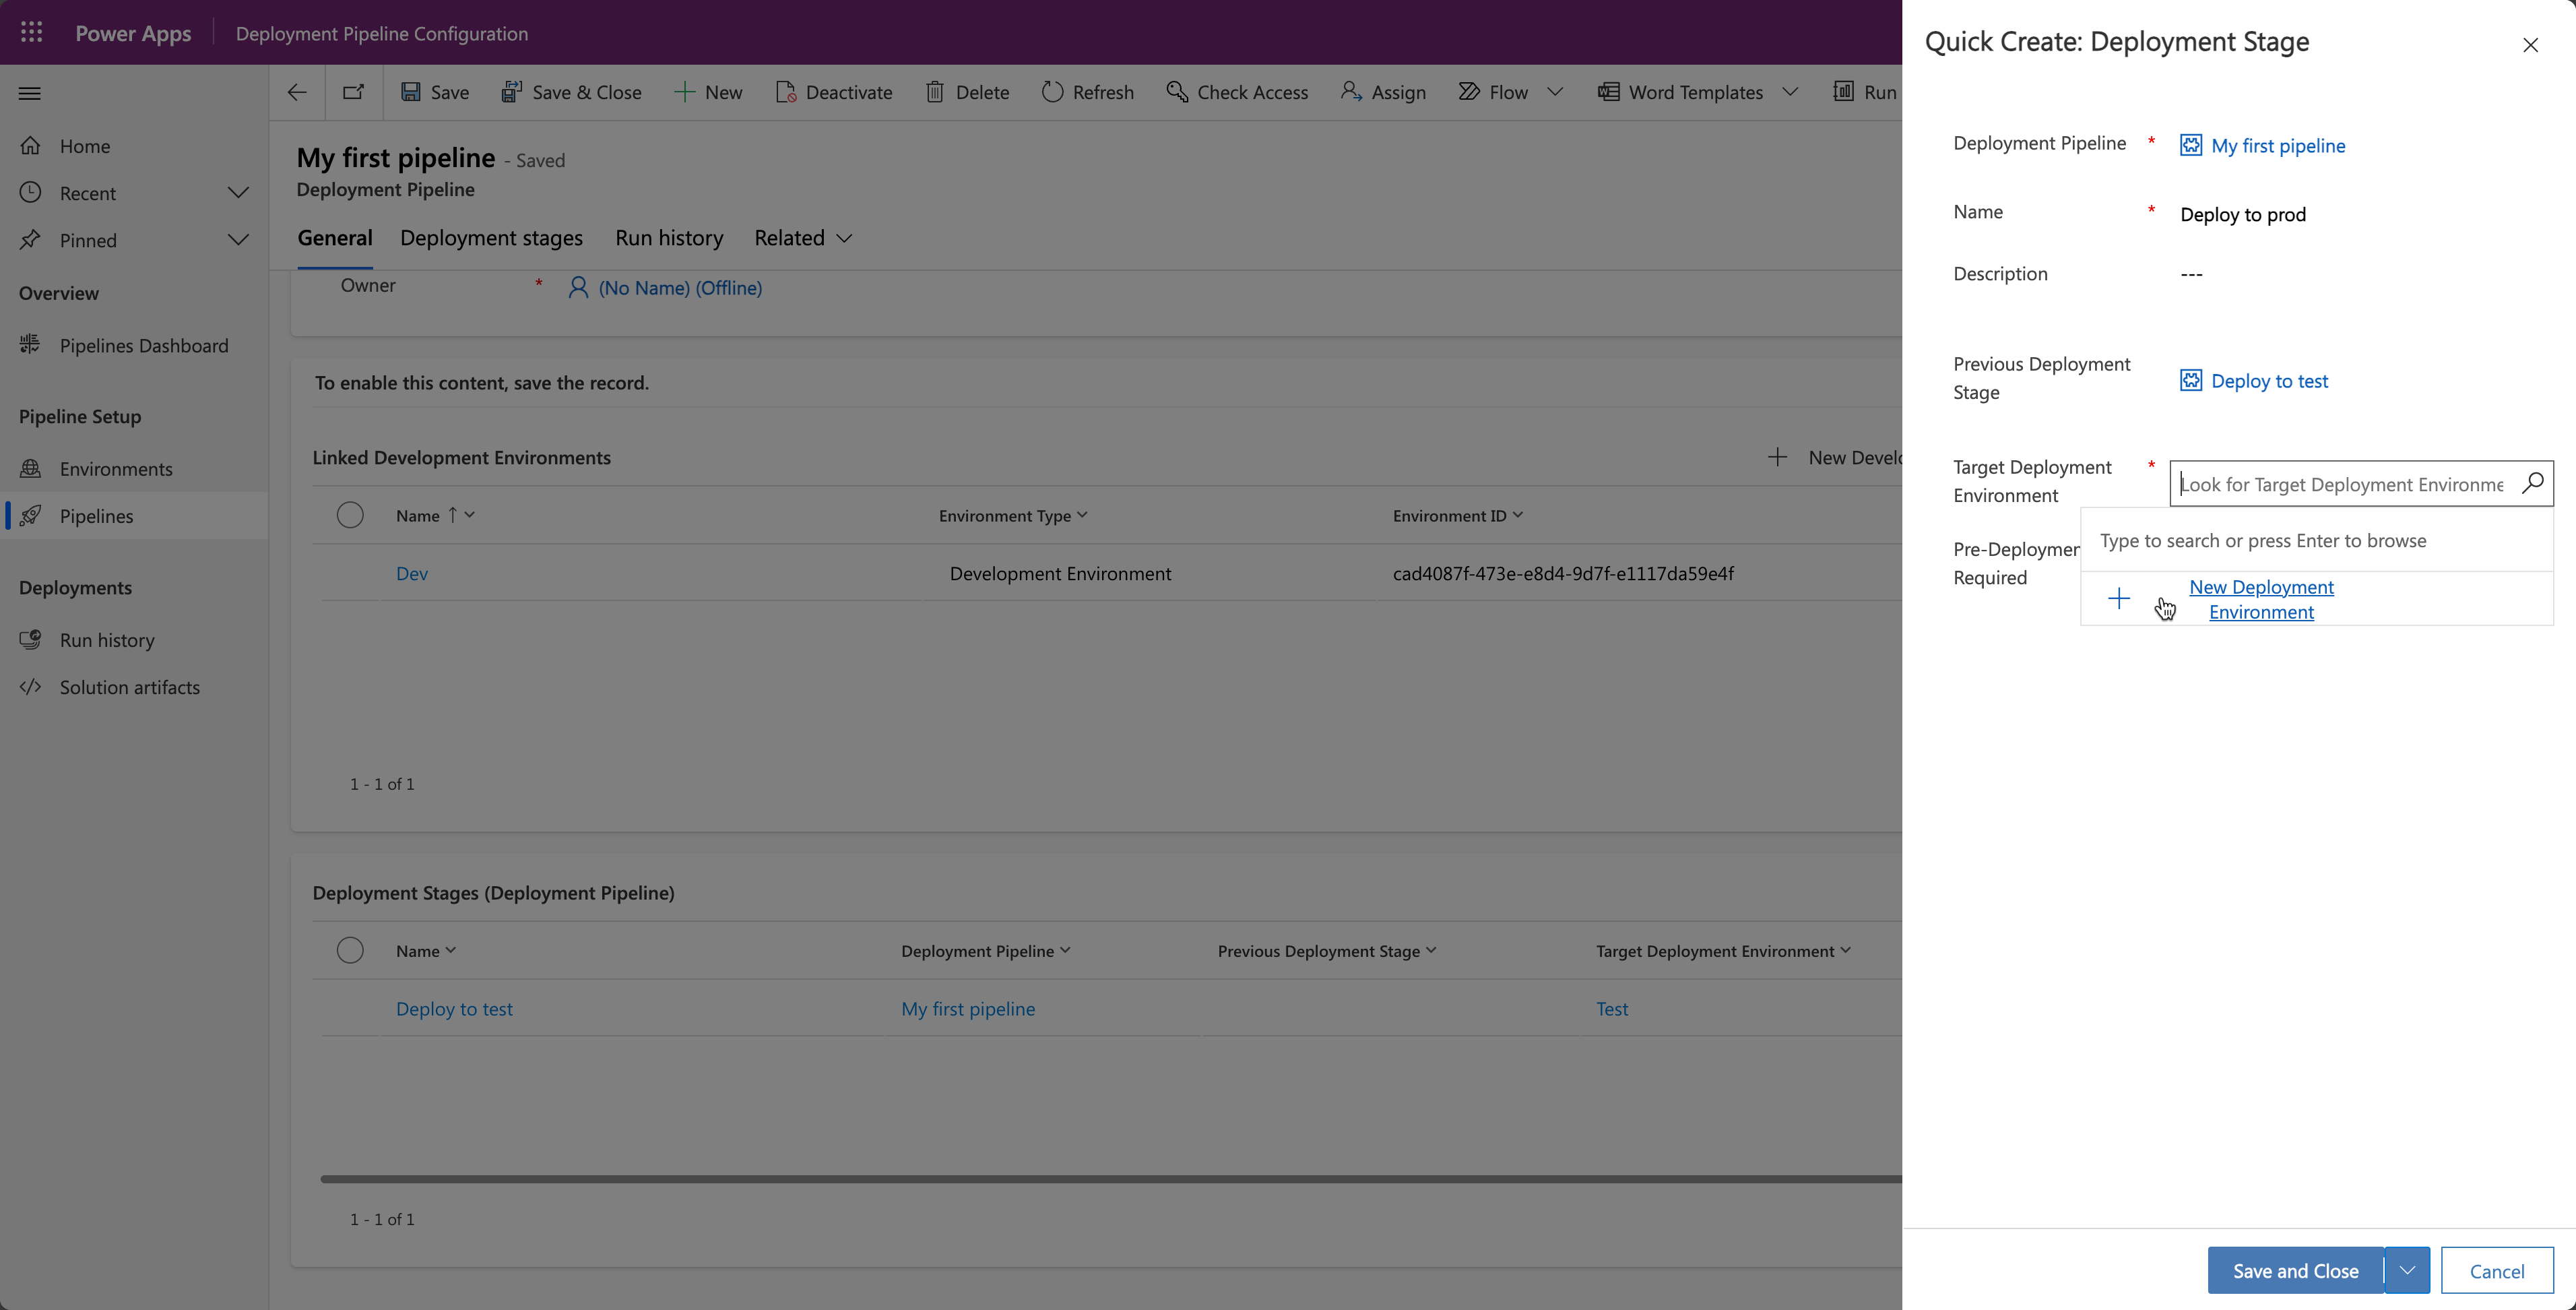 Power Apps
Deployment Pipeline Configuration
Save
Save & Close
New
Deactivate
Delete
Refresh
Check Access
Assign
Flow
Word Templates
Run
Home
Recent
Pinned
Overview
Pipelines Dashboard
Pipeline Setup
Environments
Pipelines
Deployments
Run history
Solution artifacts
My first pipeline - Saved
Deployment Pipeline
General
Deployment stages
Run history
Related
Owner
*
(No Name) (Offline)
To enable this content, save the record.
Linked Development Environments
New
Name ↑
Environment Type
Environment ID
Dev
Development Environment
cad4087f-473e-e8d4-9d7f-e1117da59e4f
1 - 1 of 1
Deployment Stages (Deployment Pipeline)
Name
Deployment Pipeline
Previous Deployment Stage
Target Deployment Environment
Deploy to test
My first pipeline
Test
1 - 1 of 1
Quick Create: Deployment Stage
Deployment Pipeline
*
My first pipeline
Name
*
Deploy to prod
Description
---
Previous Deployment
Stage
Deploy to test
Target Deployment
Environment
*
Look for Target Deployment Environme
Type to search or press Enter to browse
New Deployment
Environment
Pre-Deploymen
Required
Save and Close
Cancel